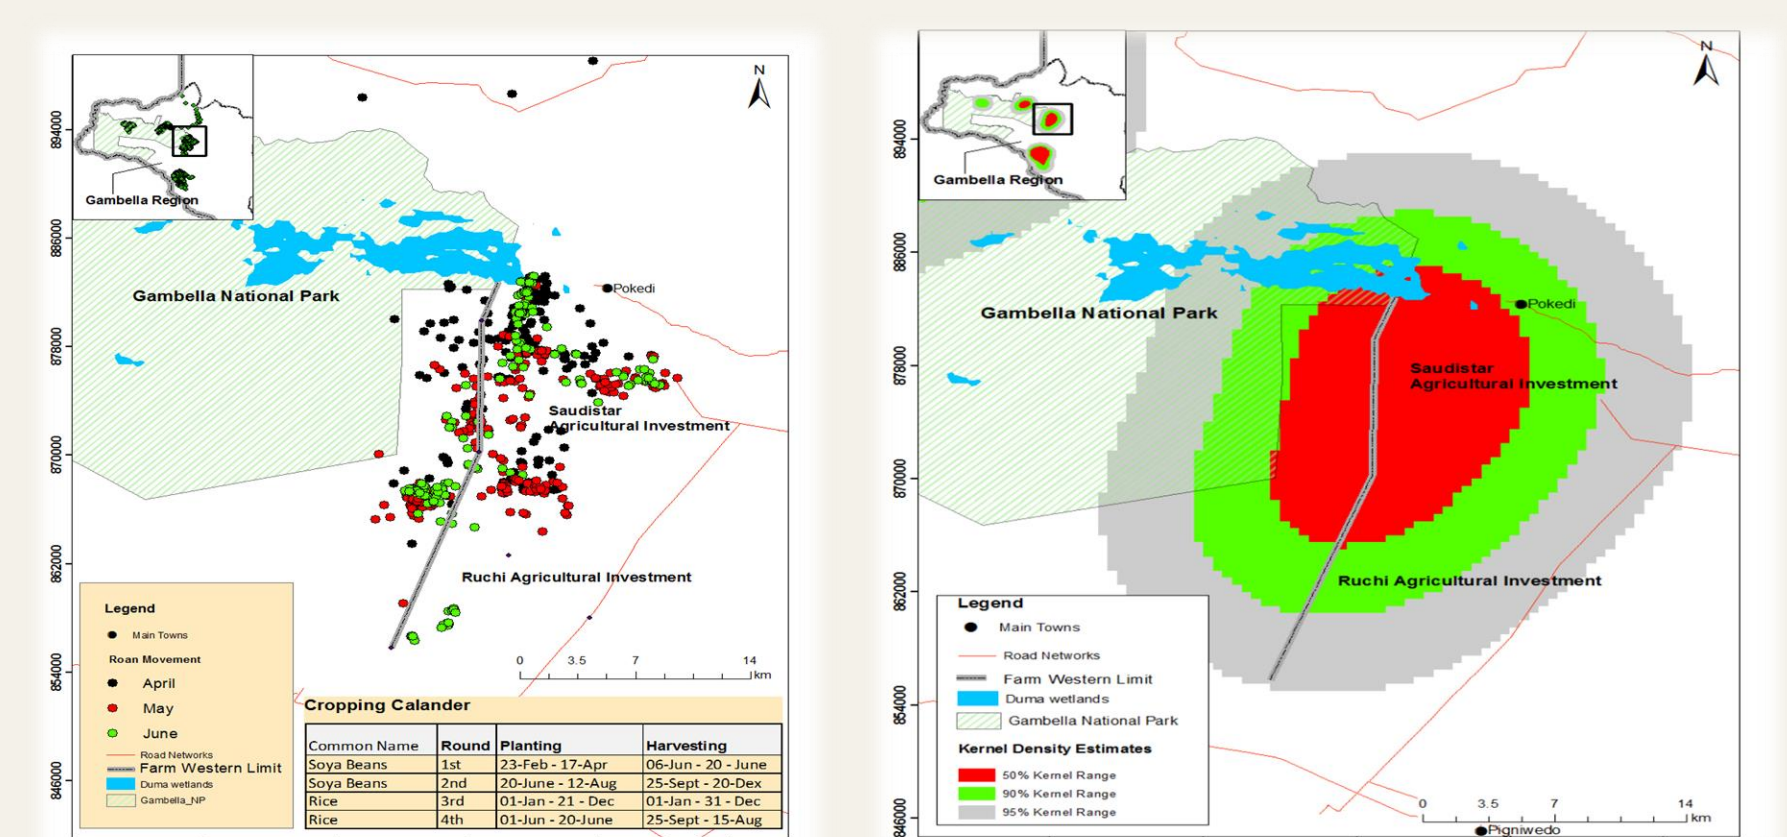 N
Gambella Region
894000
886000
878000
870000
862000
854000
846000
Gambella National Park
Pokedi
Saudistar
Agricultural Investment
Ruchi Agricultural Investment
0 3.5 7 14
km
Legend
Main Towns
Roan Movement
April
May
June
Road Networks
Farm Western Limit
Duma wetlands
Gambella_NP
Cropping Calander
Common Name Round Planting Harvesting
Soya Beans 1st 23-Feb - 17-Apr 06-Jun - 20 - June
Soya Beans 2nd 20-June - 12-Aug 25-Sept - 20-Dex
Rice 3rd 01-Jan - 21 - Dec 01-Jan - 31 - Dec
Rice 4th 01-Jun - 20-June 25-Sept - 15-Aug
N
Gambella Region
894000
886000
878000
870000
862000
854000
846000
Gambella National Park
Pokedi
Saudistar
Agricultural Investment
Ruchi Agricultural Investment
Legend
Main Towns
Road Networks
Farm Western Limit
Duma wetlands
Gambella National Park
Kernel Density Estimates
50% Kernel Range
90% Kernel Range
95% Kernel Range
0 3.5 7 14
km
Pigniwedo